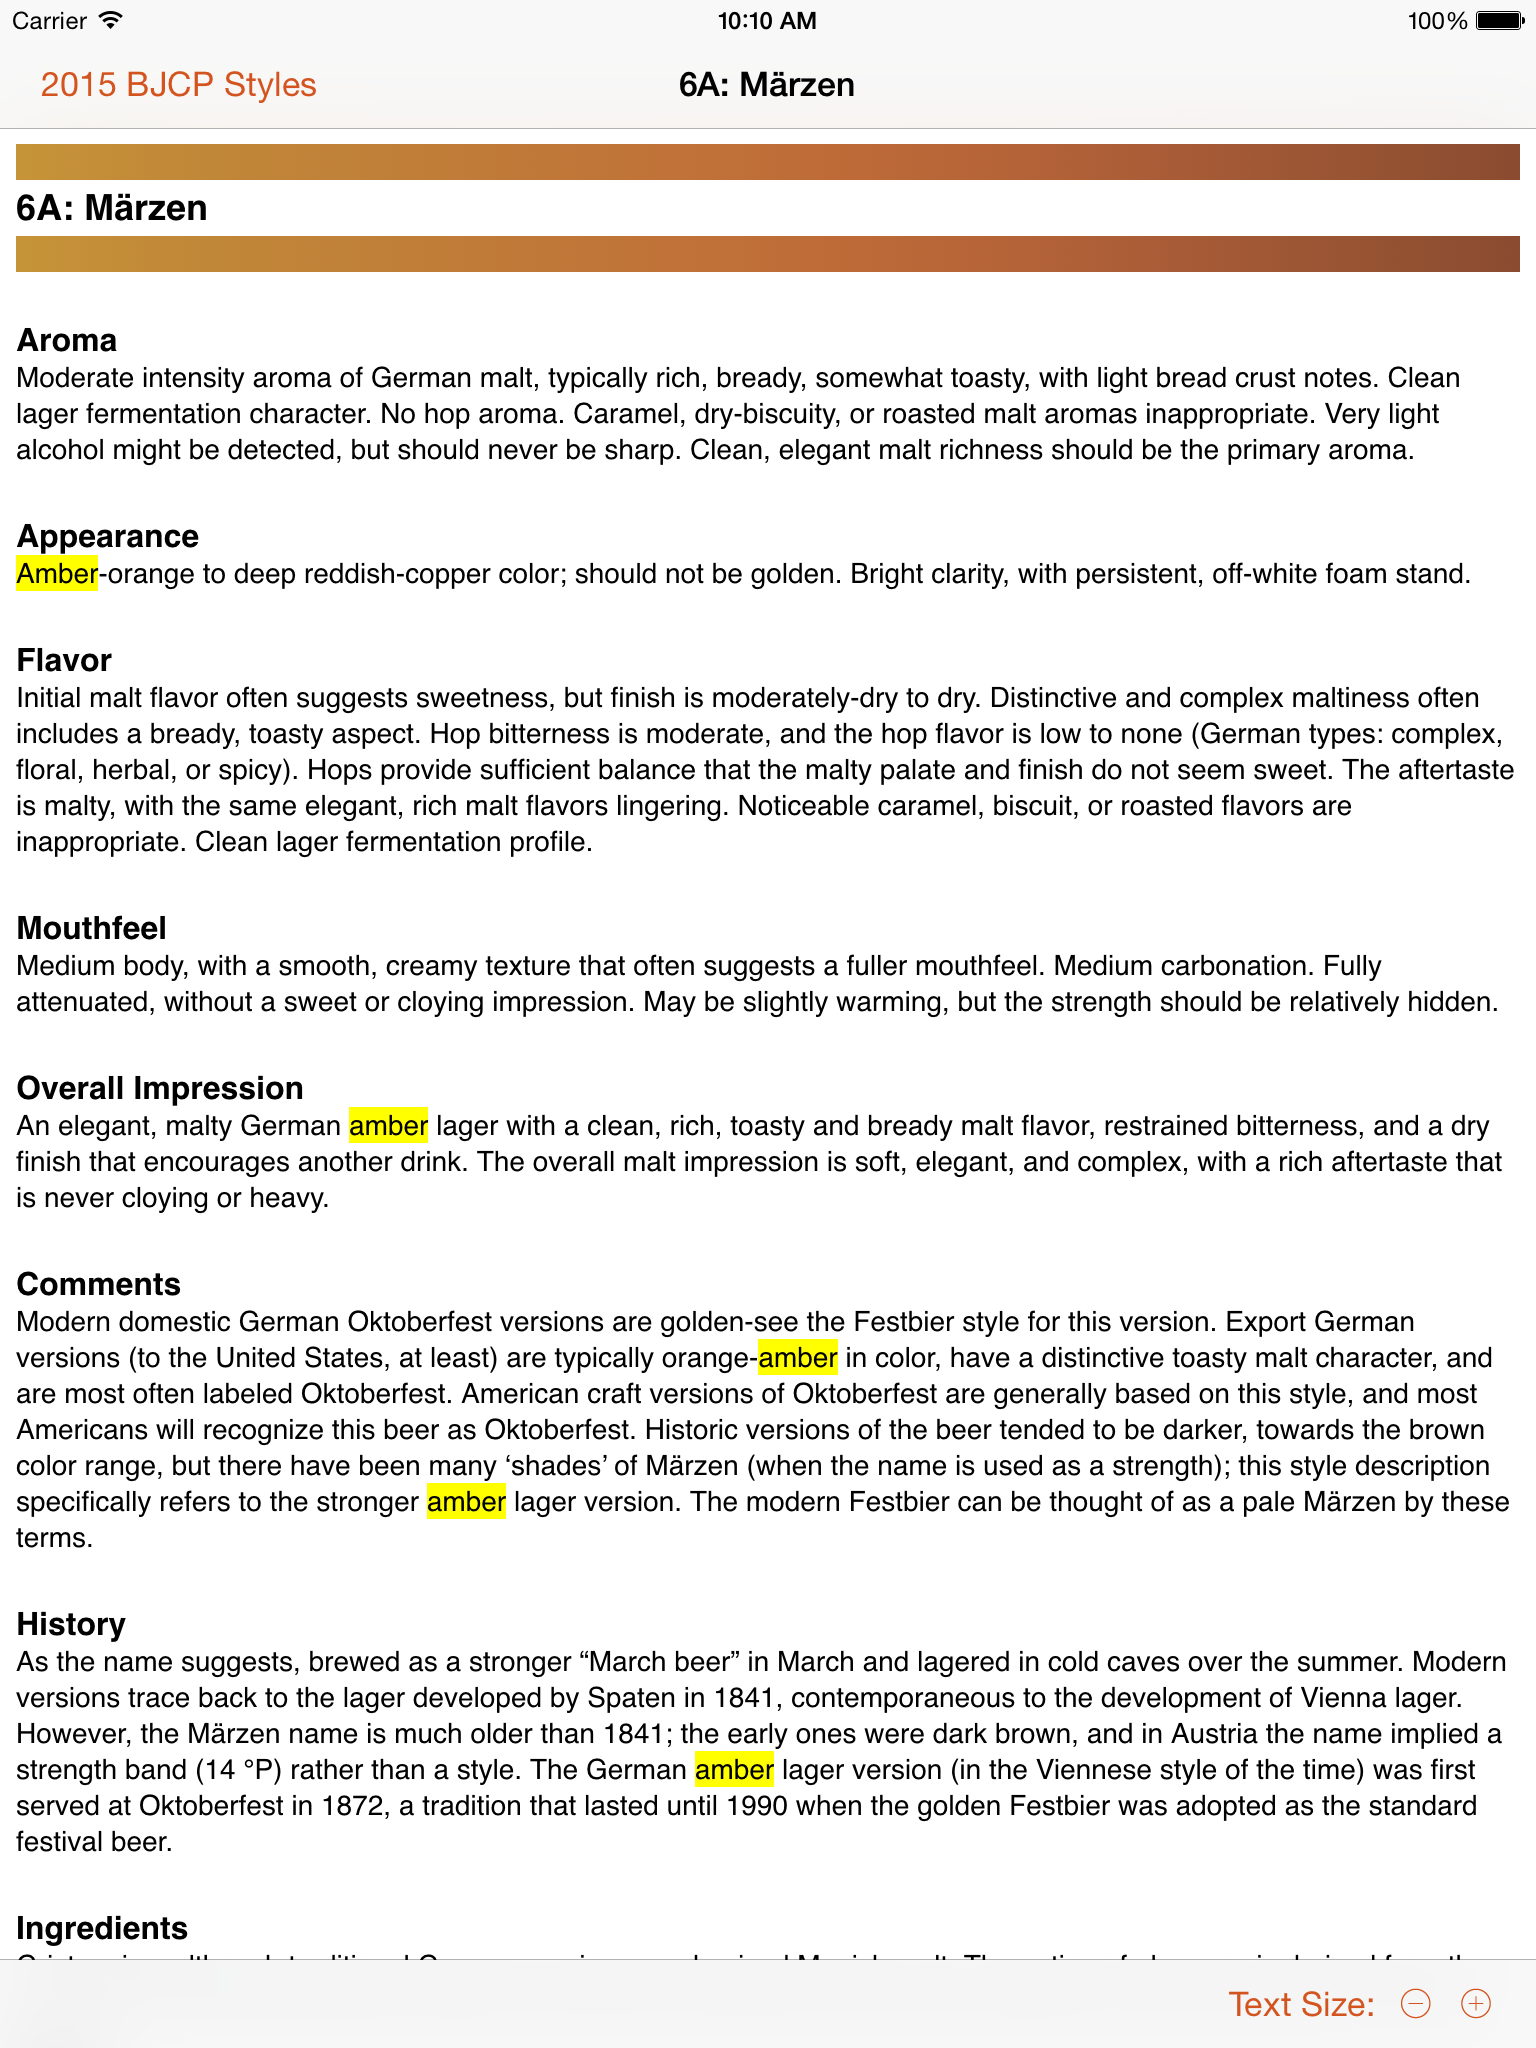 Carrier 10:10 AM 100%
2015 BJCP Styles 6A: Märzen
6A: Märzen
Aroma
Moderate intensity aroma of German malt, typically rich, bready, somewhat toasty, with light bread crust notes. Clean
lager fermentation character. No hop aroma. Caramel, dry-biscuity, or roasted malt aromas inappropriate. Very light
alcohol might be detected, but should never be sharp. Clean, elegant malt richness should be the primary aroma.
Appearance
Amber-orange to deep reddish-copper color; should not be golden. Bright clarity, with persistent, off-white foam stand.
Flavor
Initial malt flavor often suggests sweetness, but finish is moderately-dry to dry. Distinctive and complex maltiness often
includes a bready, toasty aspect. Hop bitterness is moderate, and the hop flavor is low to none (German types: complex,
floral, herbal, or spicy). Hops provide sufficient balance that the malty palate and finish do not seem sweet. The aftertaste
is malty, with the same elegant, rich malt flavors lingering. Noticeable caramel, biscuit, or roasted flavors are
inappropriate. Clean lager fermentation profile.
Mouthfeel
Medium body, with a smooth, creamy texture that often suggests a fuller mouthfeel. Medium carbonation. Fully
attenuated, without a sweet or cloying impression. May be slightly warming, but the strength should be relatively hidden.
Overall Impression
An elegant, malty German amber lager with a clean, rich, toasty and bready malt flavor, restrained bitterness, and a dry
finish that encourages another drink. The overall malt impression is soft, elegant, and complex, with a rich aftertaste that
is never cloying or heavy.
Comments
Modern domestic German Oktoberfest versions are golden-see the Festbier style for this version. Export German
versions (to the United States, at least) are typically orange-amber in color, have a distinctive toasty malt character, and
are most often labeled Oktoberfest. American craft versions of Oktoberfest are generally based on this style, and most
Americans will recognize this beer as Oktoberfest. Historic versions of the beer tended to be darker, towards the brown
color range, but there have been many ‘shades’ of Märzen (when the name is used as a strength); this style description
specifically refers to the stronger amber lager version. The modern Festbier can be thought of as a pale Märzen by these
terms.
History
As the name suggests, brewed as a stronger “March beer” in March and lagered in cold caves over the summer. Modern
versions trace back to the lager developed by Spaten in 1841, contemporaneous to the development of Vienna lager.
However, the Märzen name is much older than 1841; the early ones were dark brown, and in Austria the name implied a
strength band (14 °P) rather than a style. The German amber lager version (in the Viennese style of the time) was first
served at Oktoberfest in 1872, a tradition that lasted until 1990 when the golden Festbier was adopted as the standard
festival beer.
Ingredients
Text Size: